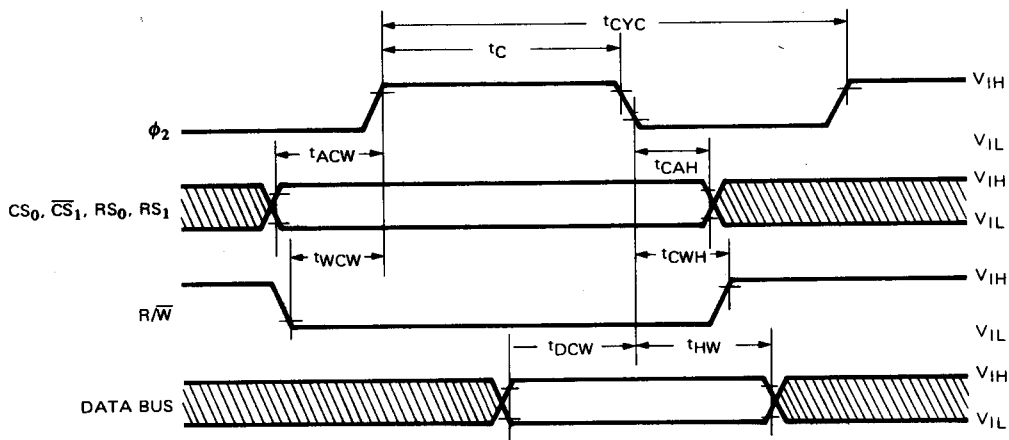 tCYC
tC
VIH
ϕ2
VIL
tACW
tCAH
VIH
CS0, C̅S̅1, RS0, RS1
VIL
tWCW
tCWH
VIH
R/W̅
VIL
tDCW
tHW
VIH
DATA BUS
VIL